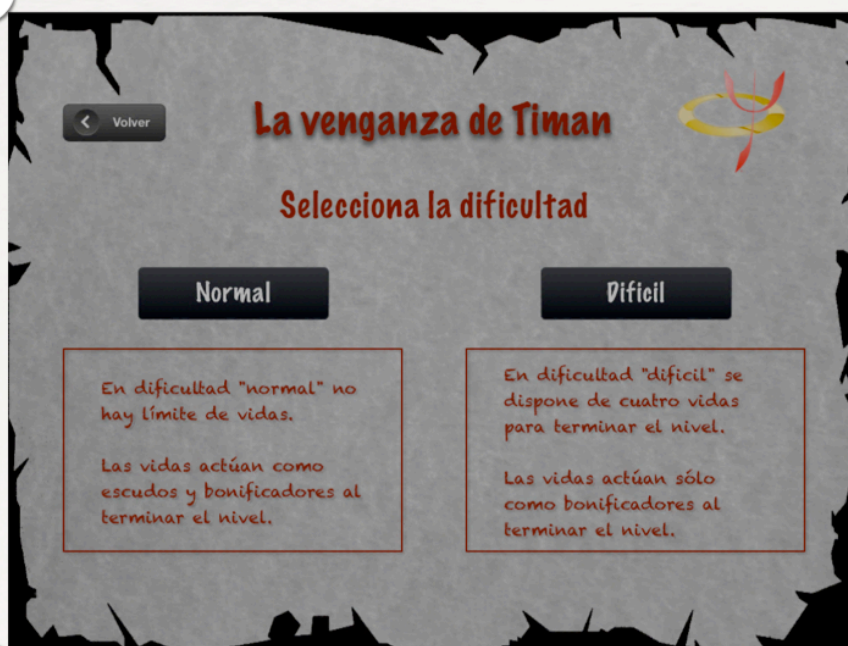 Volver
La venganza de Timan
Selecciona la dificultad
Normal
En dificultad "normal" no
hay límite de vidas.
Las vidas actúan como
escudos y bonificadores al
terminar el nivel.
Dificil
En dificultad "dificil" se
dispone de cuatro vidas
para terminar el nivel.
Las vidas actúan sólo
como bonificadores al
terminar el nivel.